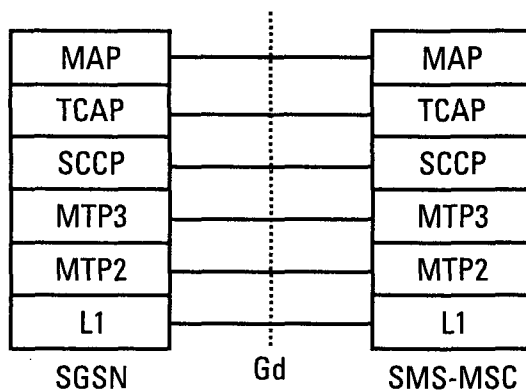 MAP MAP
TCAP TCAP
SCCP SCCP
MTP3 MTP3
MTP2 MTP2
L1 L1
SGSN Gd SMS-MSC